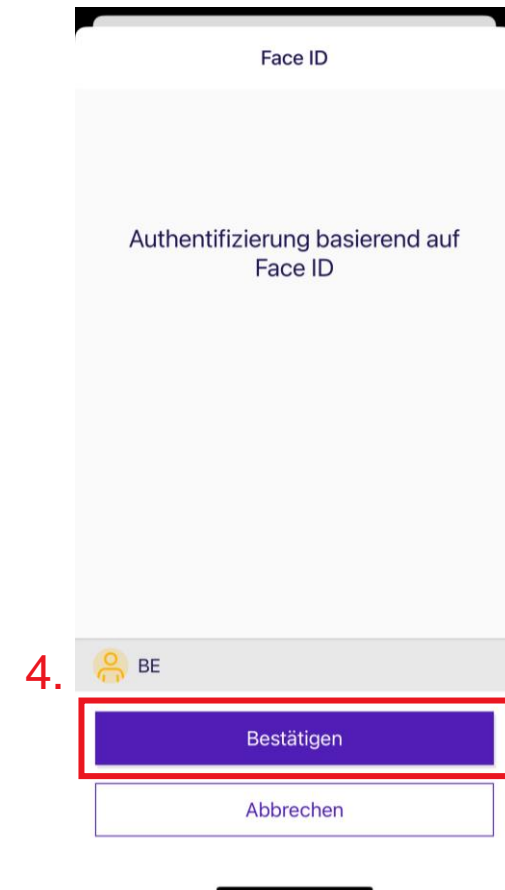 Face ID
Authentifizierung basierend auf
Face ID
4.
BE
Bestätigen
Abbrechen